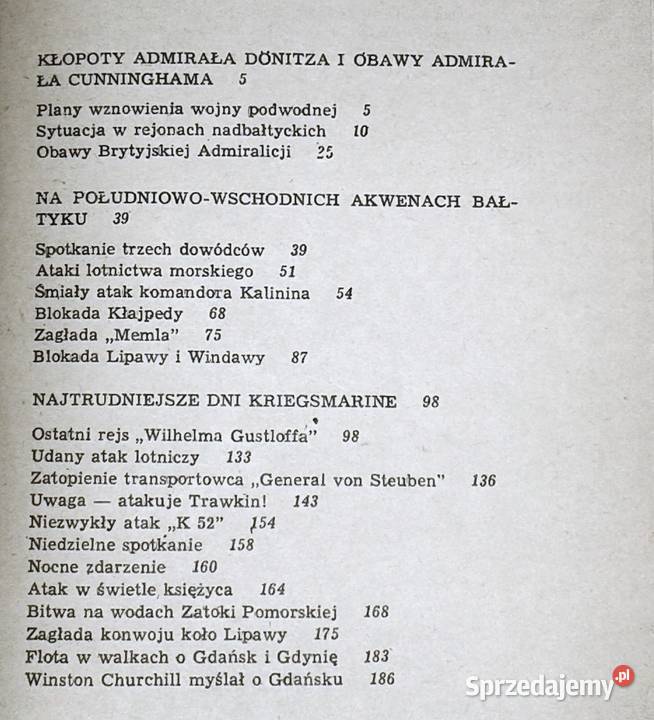 KŁOPOTY ADMIRAŁA DÖNITZA I OBAWY ADMIRA-
ŁA CUNNINGHAMA 5
Plany wznowienia wojny podwodnej 5
Sytuacja w rejonach nadbałtyckich 10
Obawy Brytyjskiej Admiralicji 25
NA POŁUDNIOWO-WSCHODNICH AKWENACH BAŁ-
TYKU 39
Spotkanie trzech dowódców 39
Ataki lotnictwa morskiego 51
Śmiały atak komandora Kalinina 54
Blokada Kłajpedy 68
Zagłada „Memla" 75
Blokada Lipawy i Windawy 87
NAJTRUDNIEJSZE DNI KRIEGSMARINE 98
Ostatni rejs „Wilhelma Gustloffa" 98
Udany atak lotniczy 133
Zatopienie transportowca „General von Steuben" 136
Uwaga — atakuje Trawkin! 143
Niezwykły atak „K 52" 154
Niedzielne spotkanie 158
Nocne zdarzenie 160
Atak w świetle księżyca 164
Bitwa na wodach Zatoki Pomorskiej 168
Zagłada konwoju koło Lipawy 175
Flota w walkach o Gdańsk i Gdynię 183
Winston Churchill myślał o Gdańsku 186
Sprzedajemy.pl